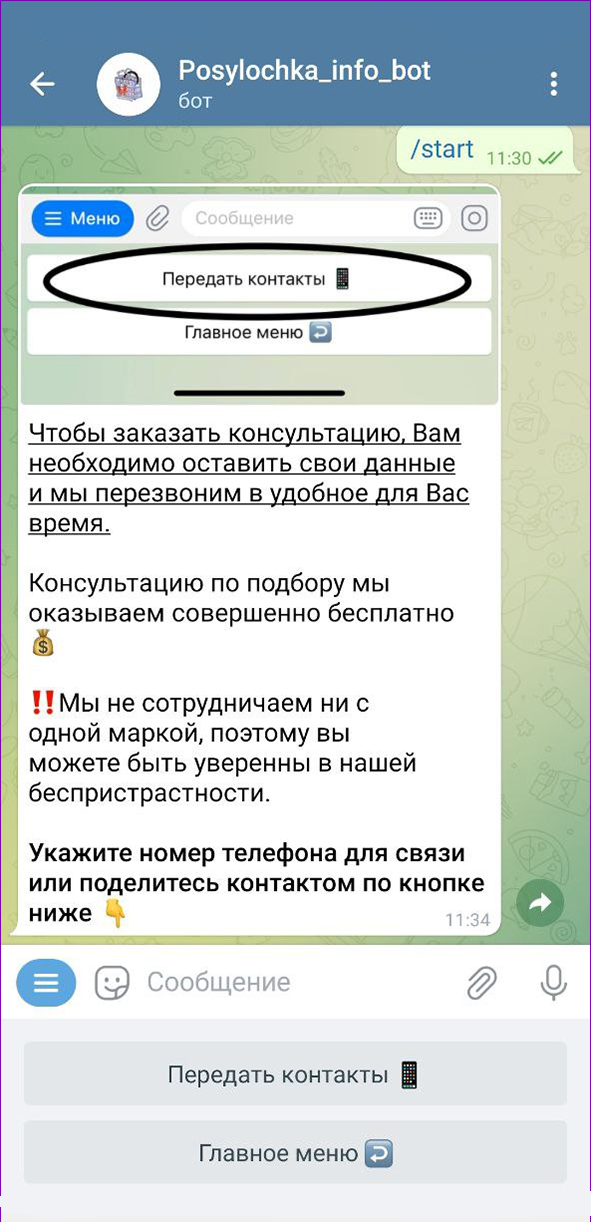 Posylochka_info_bot
бот
/start 11:30
Меню Сообщение
Передать контакты 📱
Главное меню ↩️
Чтобы заказать консультацию, Вам
необходимо оставить свои данные
и мы перезвоним в удобное для Вас
время.
Консультацию по подбору мы
оказываем совершенно бесплатно
💰
‼️Мы не сотрудничаем ни с
одной маркой, поэтому вы
можете быть уверенны в нашей
беспристрастности.
Укажите номер телефона для связи
или поделитесь контактом по кнопке
ниже 👇
11:34
Сообщение
Передать контакты 📱
Главное меню ↩️